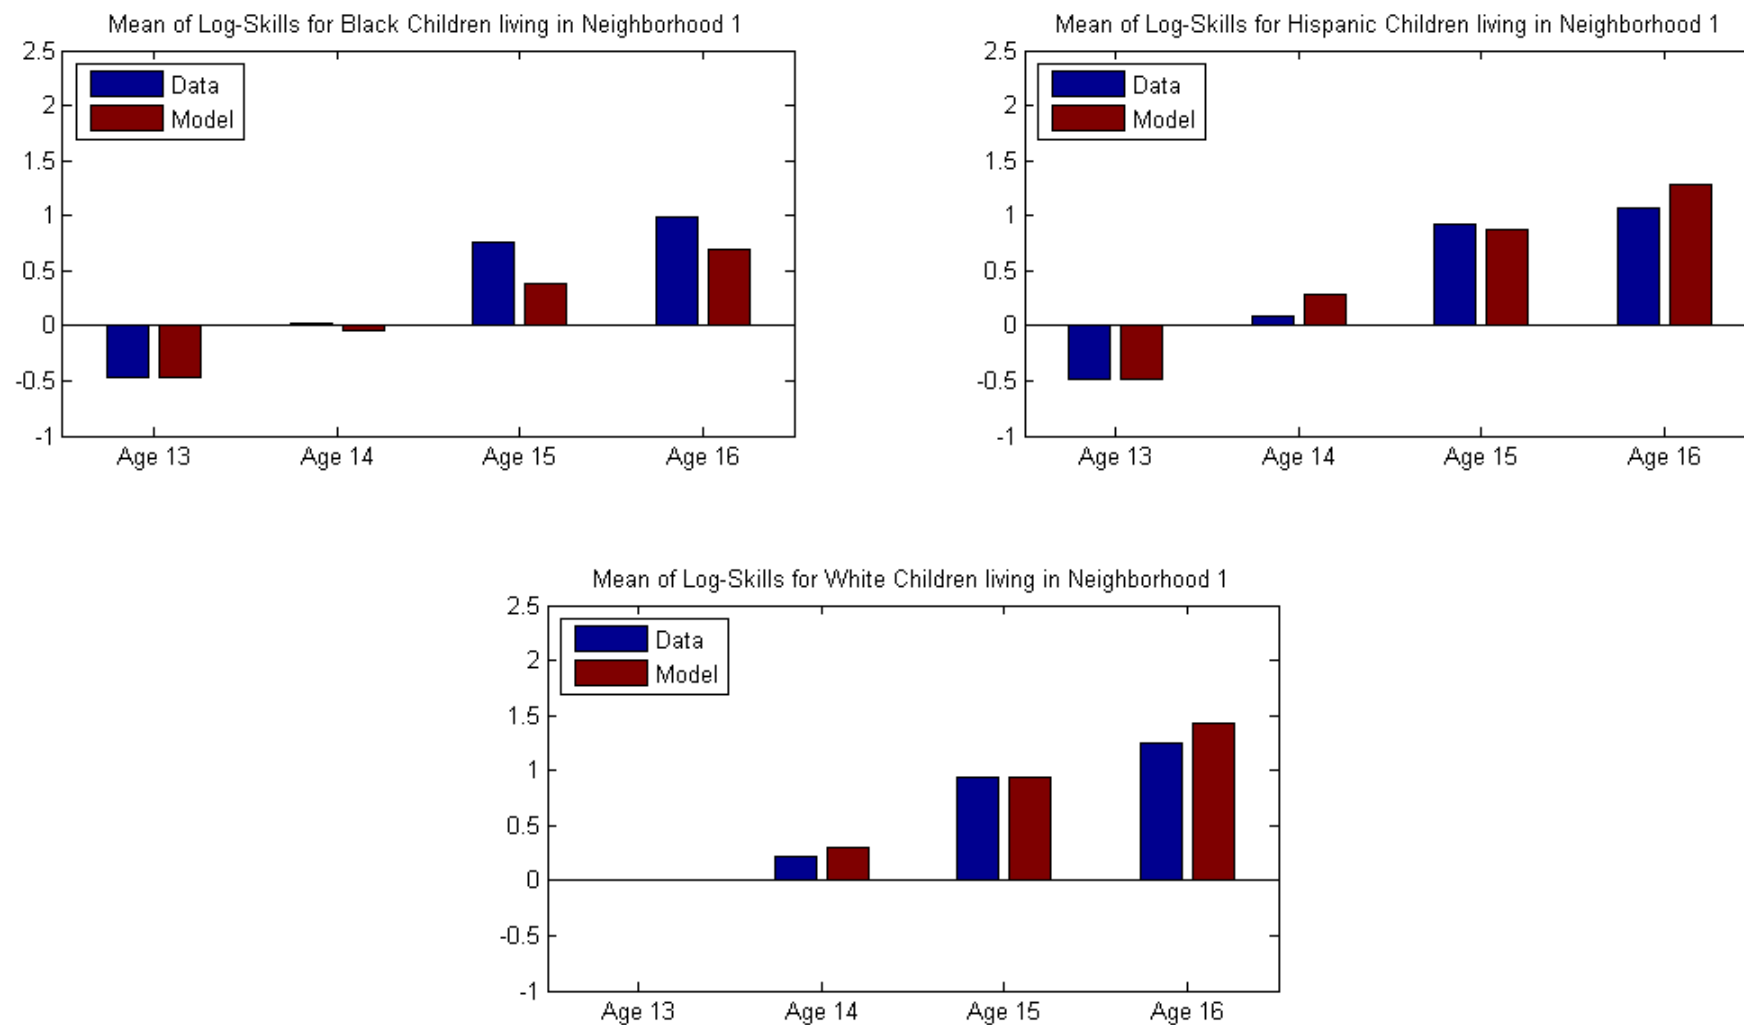 Mean of Log-Skills for Black Children living in Neighborhood 1
2.5
2
1.5
1
0.5
0
-0.5
-1
Data
Model
Age 13 Age 14 Age 15 Age 16
Mean of Log-Skills for Hispanic Children living in Neighborhood 1
2.5
2
1.5
1
0.5
0
-0.5
-1
Data
Model
Age 13 Age 14 Age 15 Age 16
Mean of Log-Skills for White Children living in Neighborhood 1
2.5
2
1.5
1
0.5
0
-0.5
-1
Data
Model
Age 13 Age 14 Age 15 Age 16